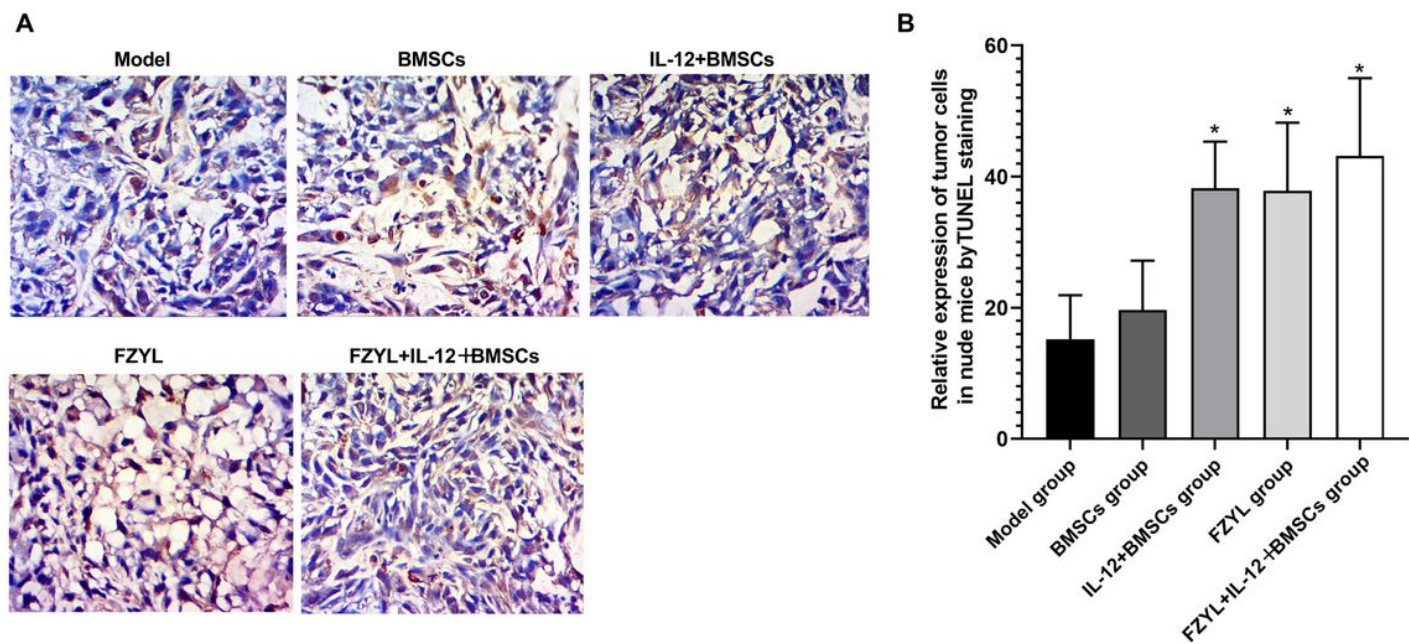 A
Model
BMSCs
IL-12+BMSCs
FZYL
FZYL+IL-12+BMSCs
B
Relative expression of tumor cells
in nude mice byTUNEL staining
60
40
20
0
*
*
*
Model group
BMSCs group
IL-12+BMSCs group
FZYL group
FZYL+IL-12+BMSCs group